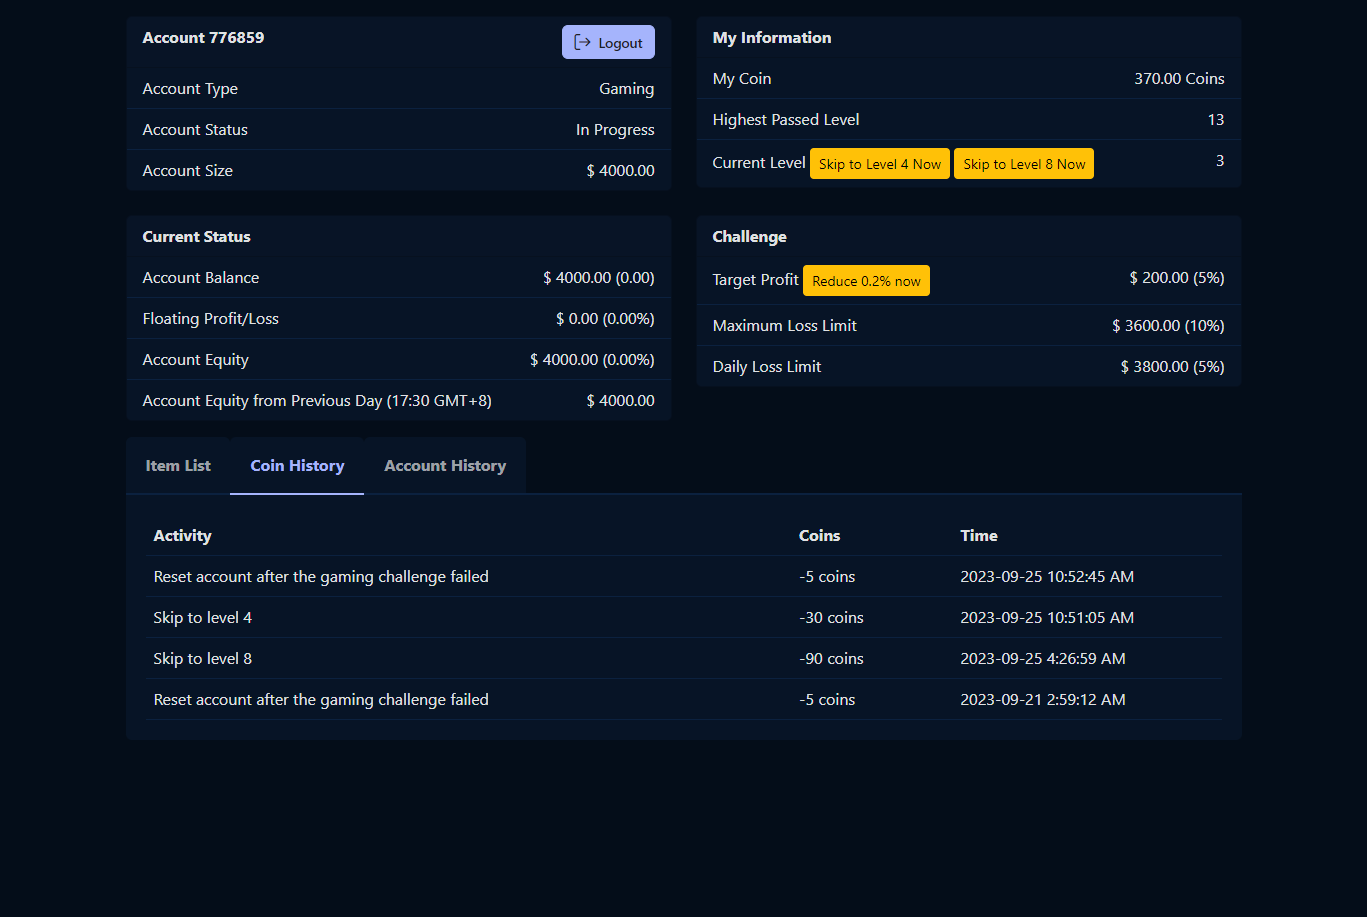 Account 776859
Logout
Account Type Gaming
Account Status In Progress
Account Size $ 4000.00
My Information
My Coin 370.00 Coins
Highest Passed Level 13
Current Level Skip to Level 4 Now Skip to Level 8 Now 3
Current Status
Account Balance $ 4000.00 (0.00)
Floating Profit/Loss $ 0.00 (0.00%)
Account Equity $ 4000.00 (0.00%)
Account Equity from Previous Day (17:30 GMT+8) $ 4000.00
Challenge
Target Profit Reduce 0.2% now $ 200.00 (5%)
Maximum Loss Limit $ 3600.00 (10%)
Daily Loss Limit $ 3800.00 (5%)
Item List Coin History Account History
Activity Coins Time
Reset account after the gaming challenge failed -5 coins 2023-09-25 10:52:45 AM
Skip to level 4 -30 coins 2023-09-25 10:51:05 AM
Skip to level 8 -90 coins 2023-09-25 4:26:59 AM
Reset account after the gaming challenge failed -5 coins 2023-09-21 2:59:12 AM